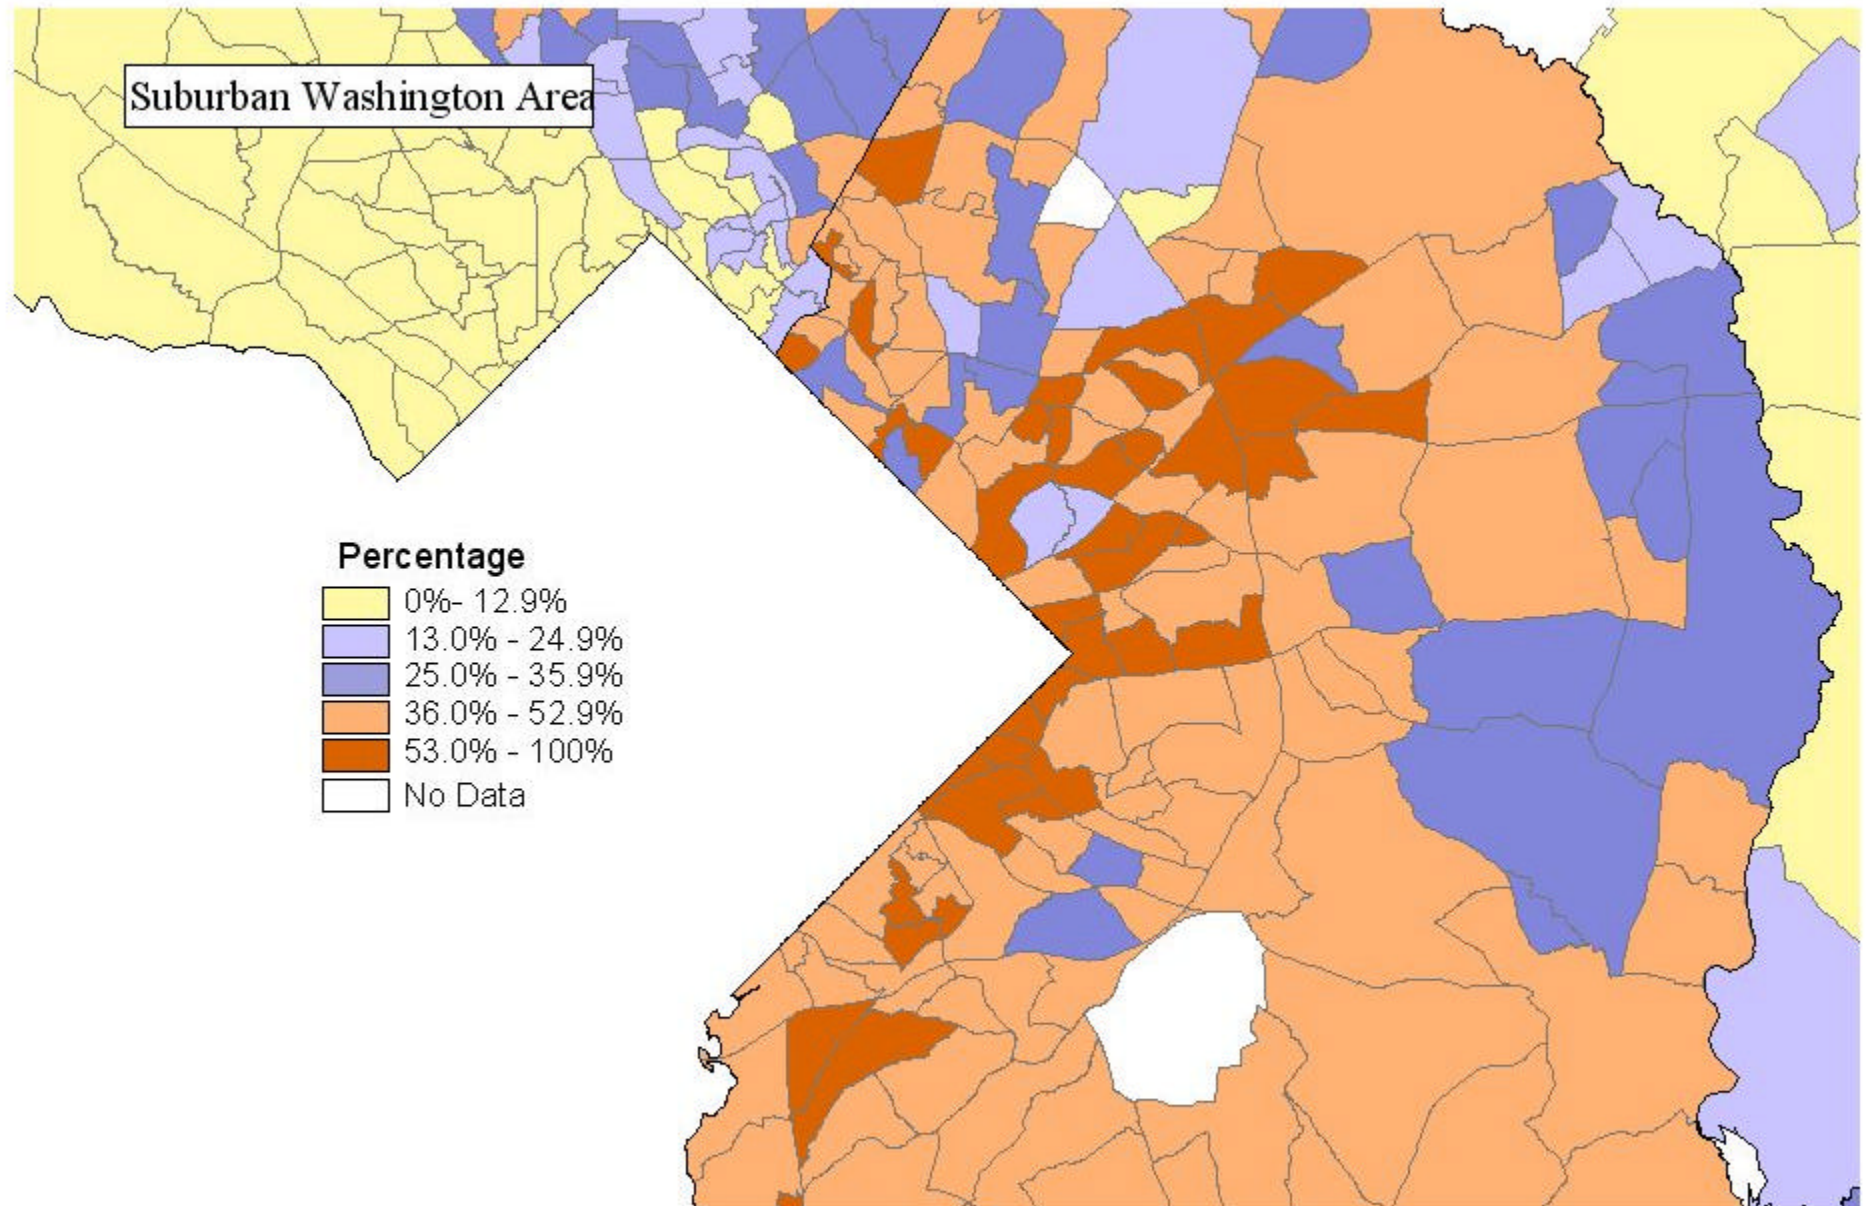 Suburban Washington Area
Percentage
0%- 12.9%
13.0% - 24.9%
25.0% - 35.9%
36.0% - 52.9%
53.0% - 100%
No Data